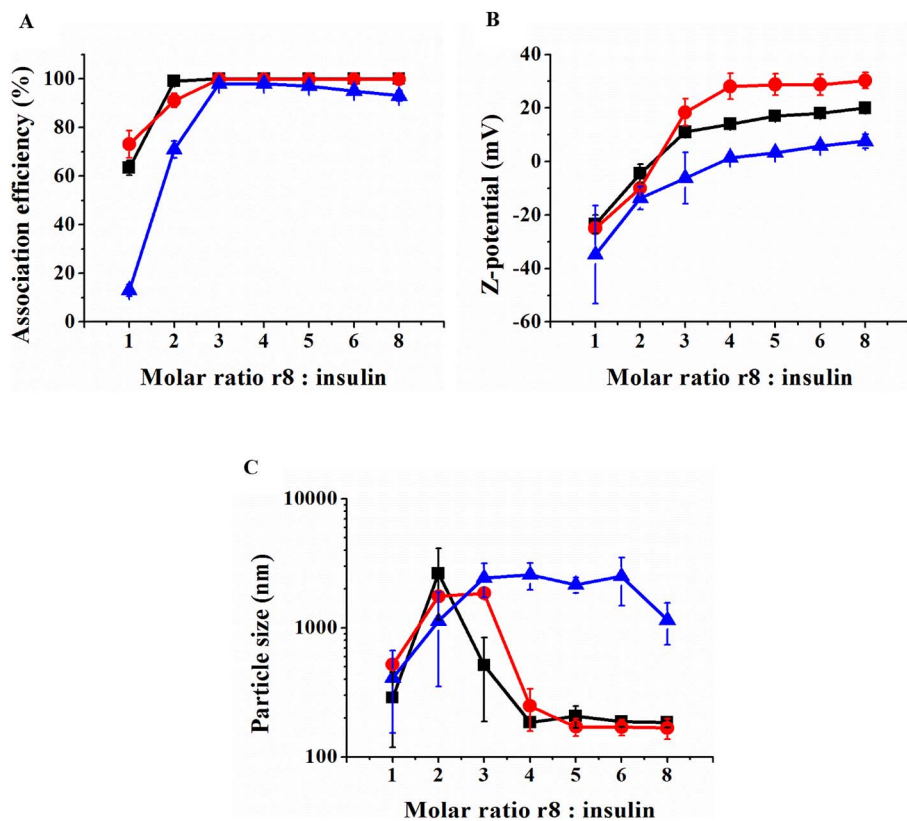 A
Association efficiency (%)
100
80
60
40
20
0
1 2 3 4 5 6 8
Molar ratio r8 : insulin
B
Z-potential (mV)
40
20
0
-20
-40
-60
1 2 3 4 5 6 8
Molar ratio r8 : insulin
C
Particle size (nm)
10000
1000
100
1 2 3 4 5 6 8
Molar ratio r8 : insulin